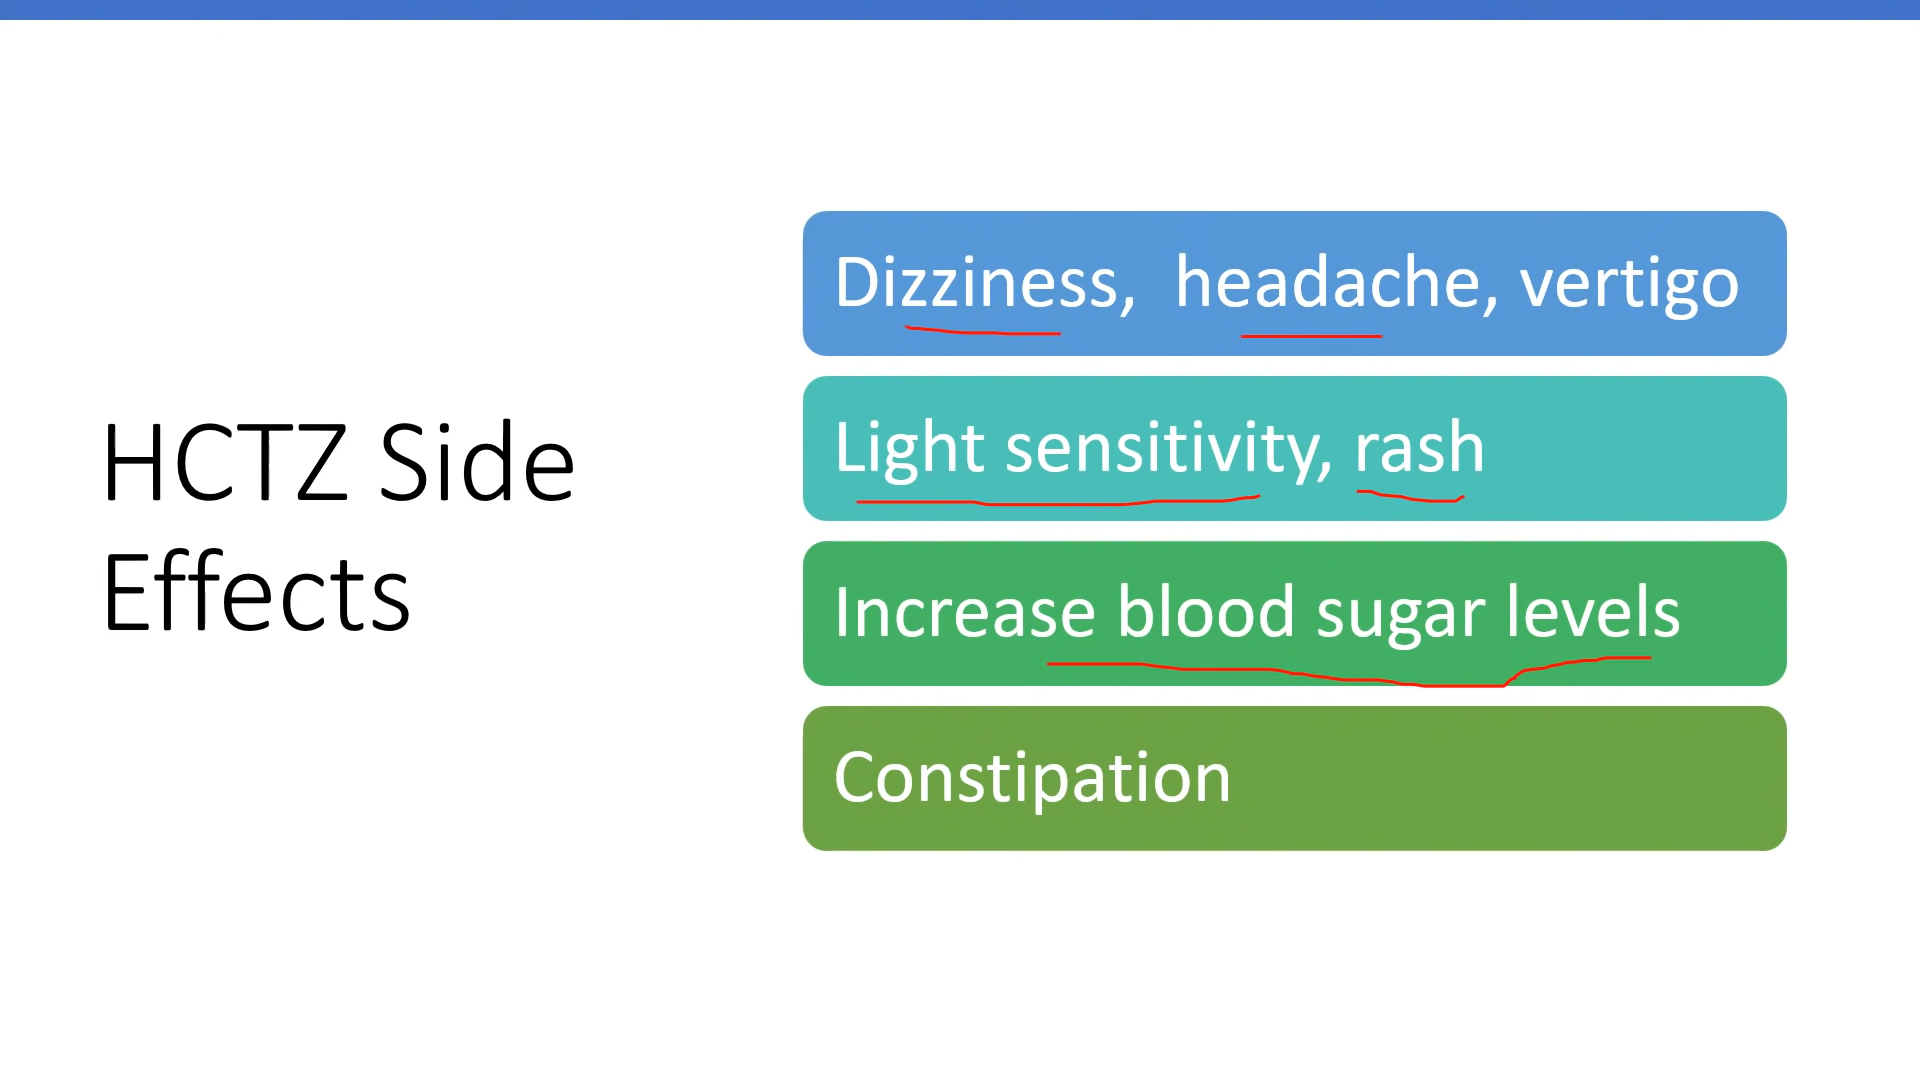 HCTZ Side
Effects
Dizziness,  headache, vertigo
Light sensitivity, rash
Increase blood sugar levels
Constipation